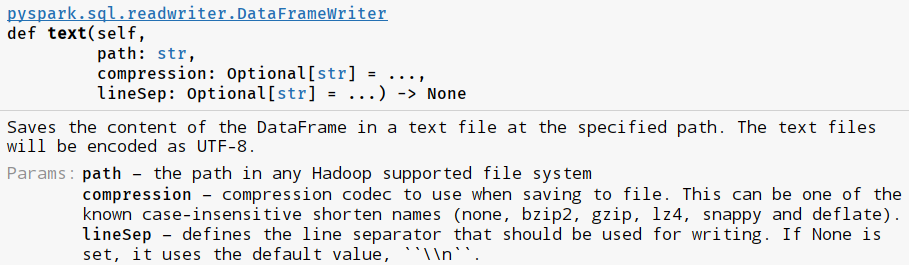 pyspark.sql.readwriter.DataFrameWriter
def text(self,
path: str,
compression: Optional[str] = ...,
lineSep: Optional[str] = ...) -> None
Saves the content of the DataFrame in a text file at the specified path. The text files
will be encoded as UTF-8.
Params: path – the path in any Hadoop supported file system
compression – compression codec to use when saving to file. This can be one of the
known case-insensitive shorten names (none, bzip2, gzip, lz4, snappy and deflate).
lineSep – defines the line separator that should be used for writing. If None is
set, it uses the default value, ``\\n``.